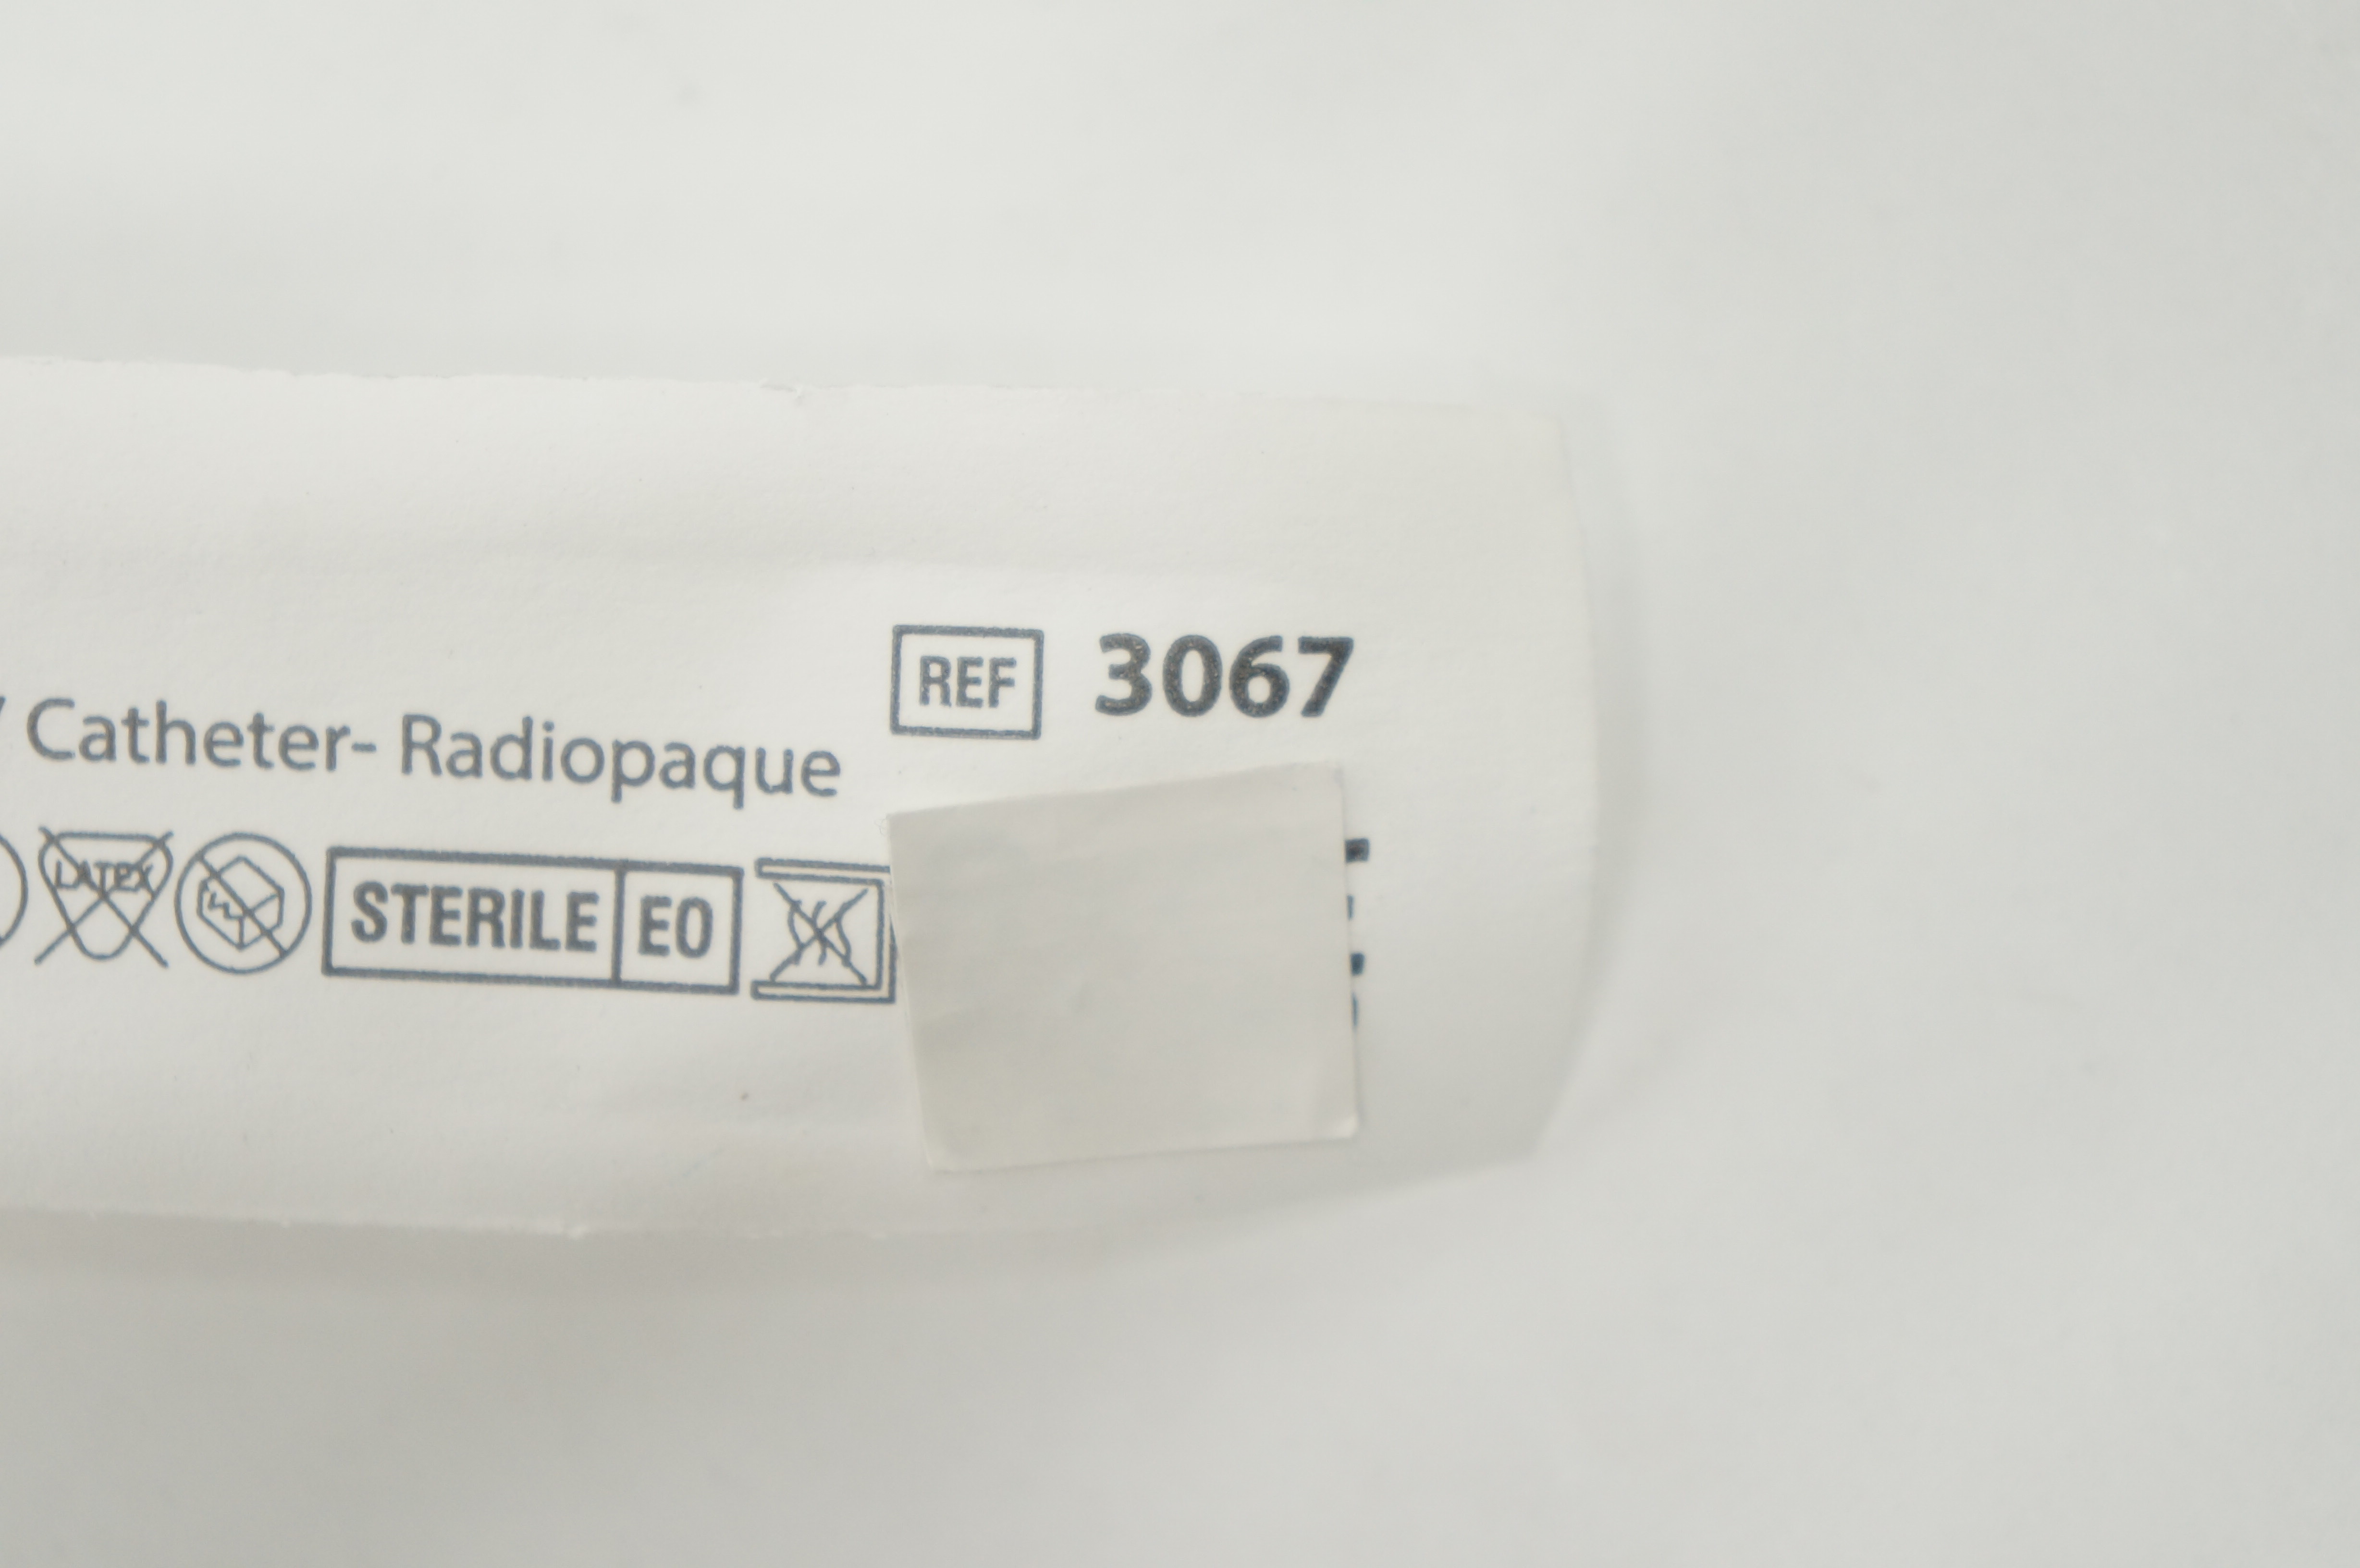 REF 3067
Catheter- Radiopaque
LATEX STERILE EO